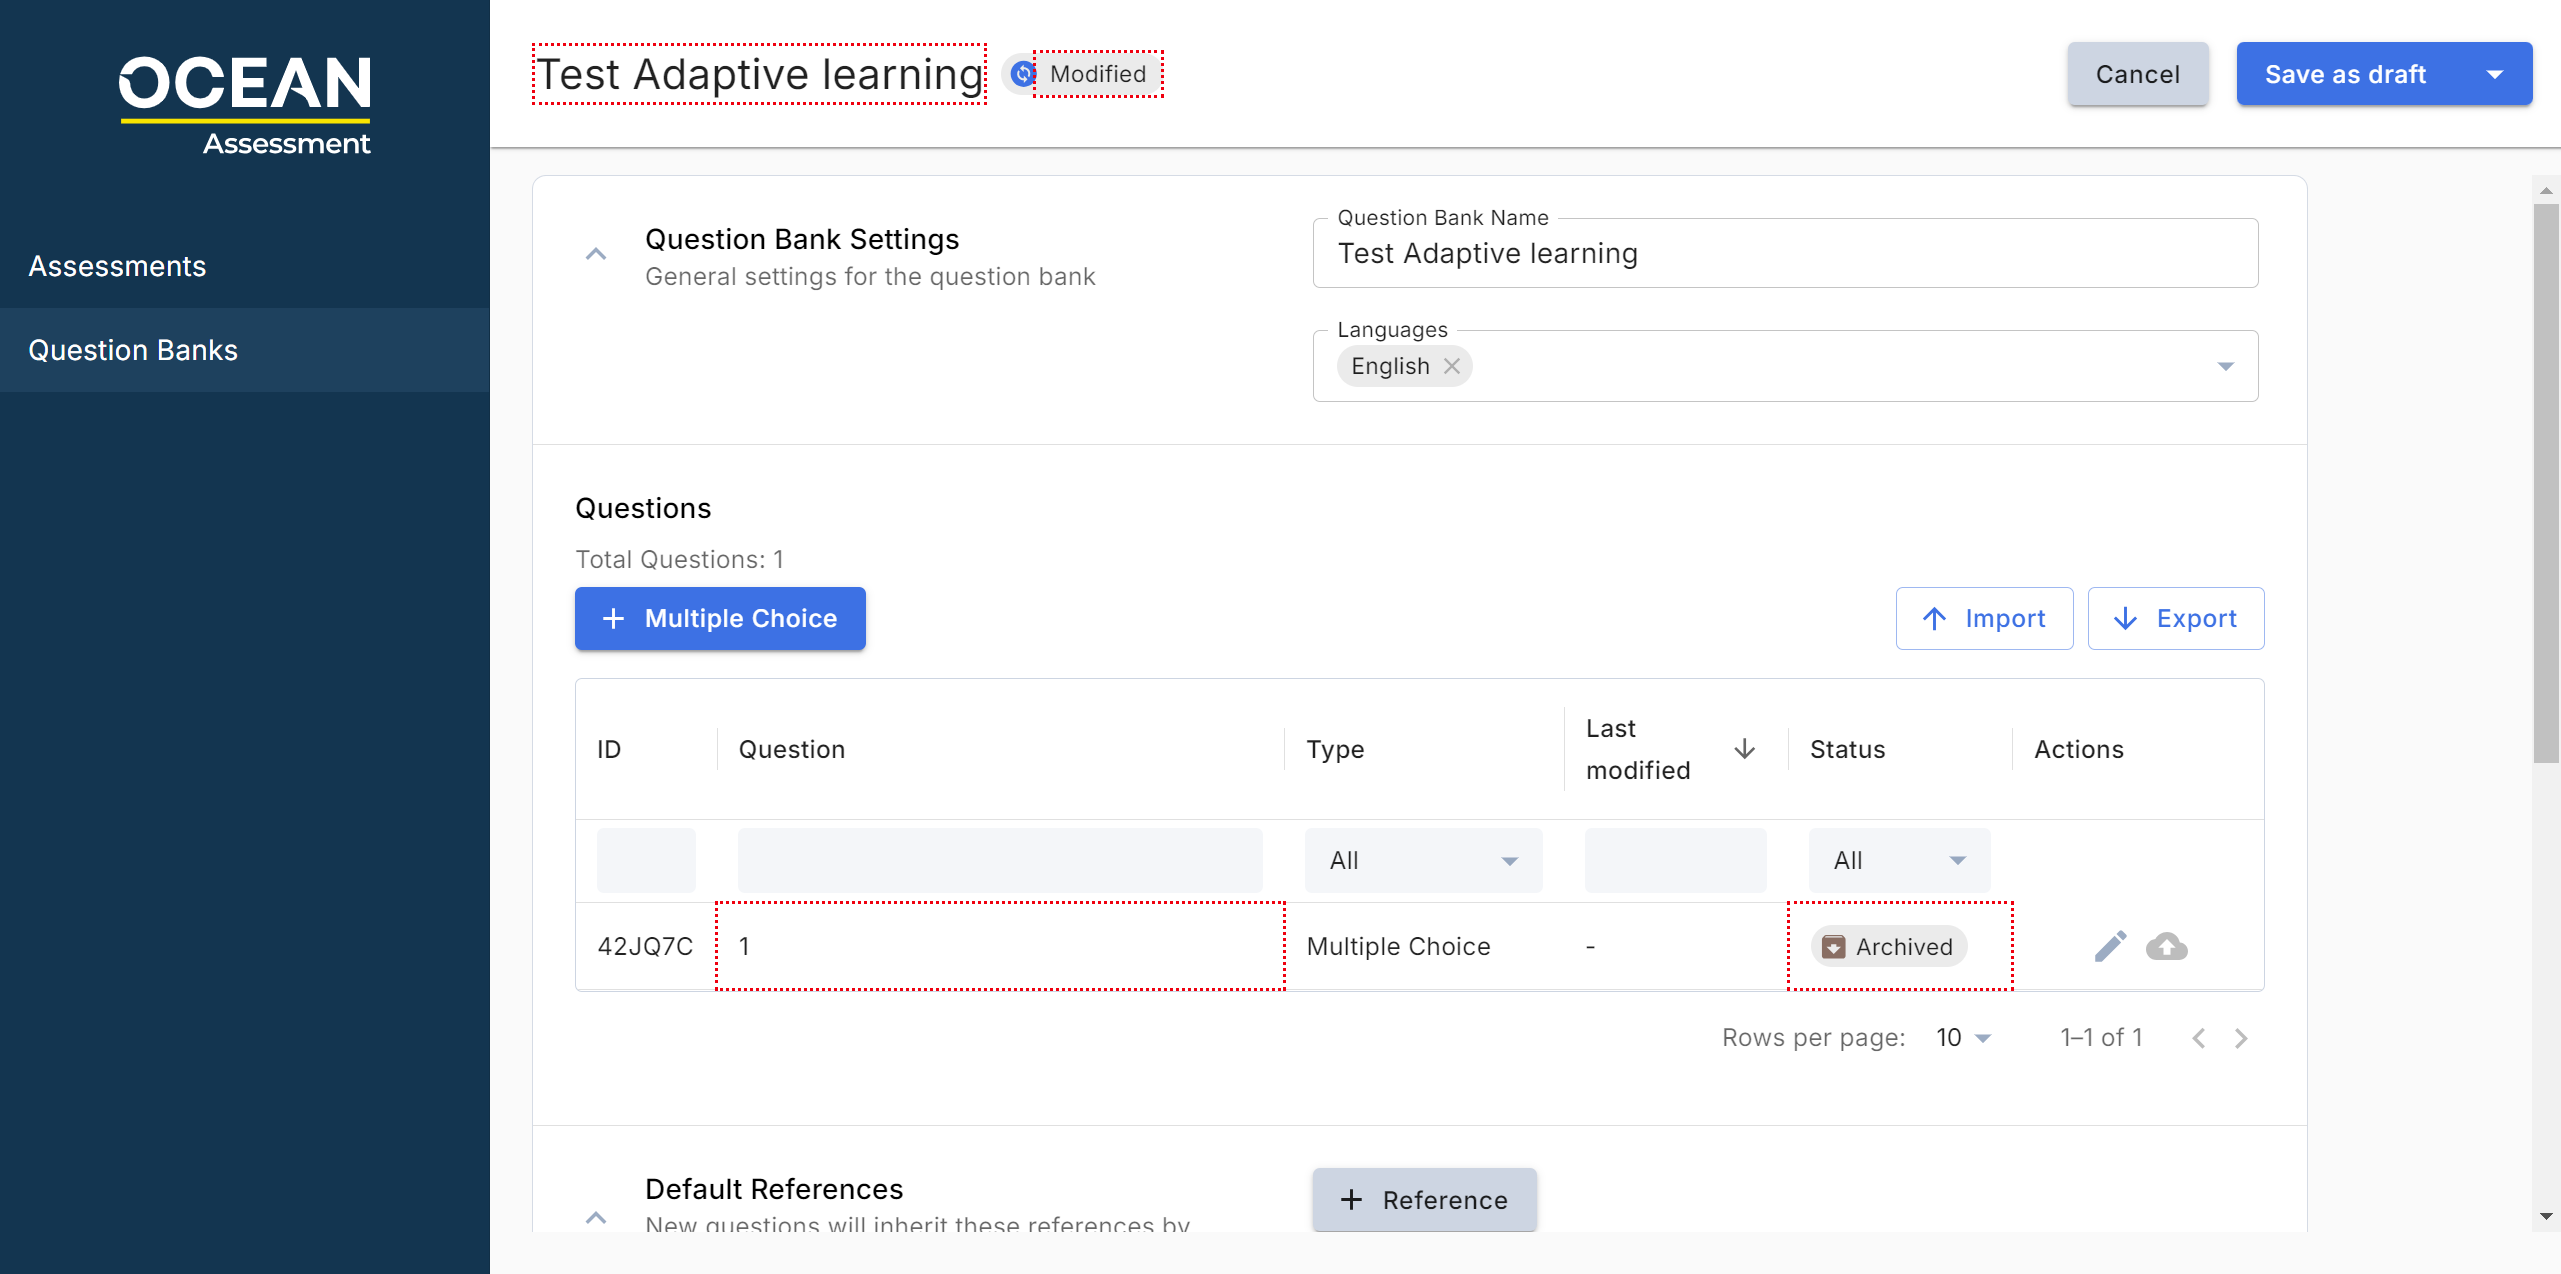 OCEAN
Assessment
Assessments
Question Banks
Test Adaptive learning
Modified
Cancel
Save as draft
Question Bank Settings
General settings for the question bank
Question Bank Name
Test Adaptive learning
Languages
English
Questions
Total Questions: 1
Multiple Choice
Import
Export
ID
Question
Type
Last
modified
Status
Actions
All
All
42JQ7C
1
Multiple Choice
-
Archived
Rows per page:
10
1–1 of 1
Default References
New questions will inherit these references by
Reference